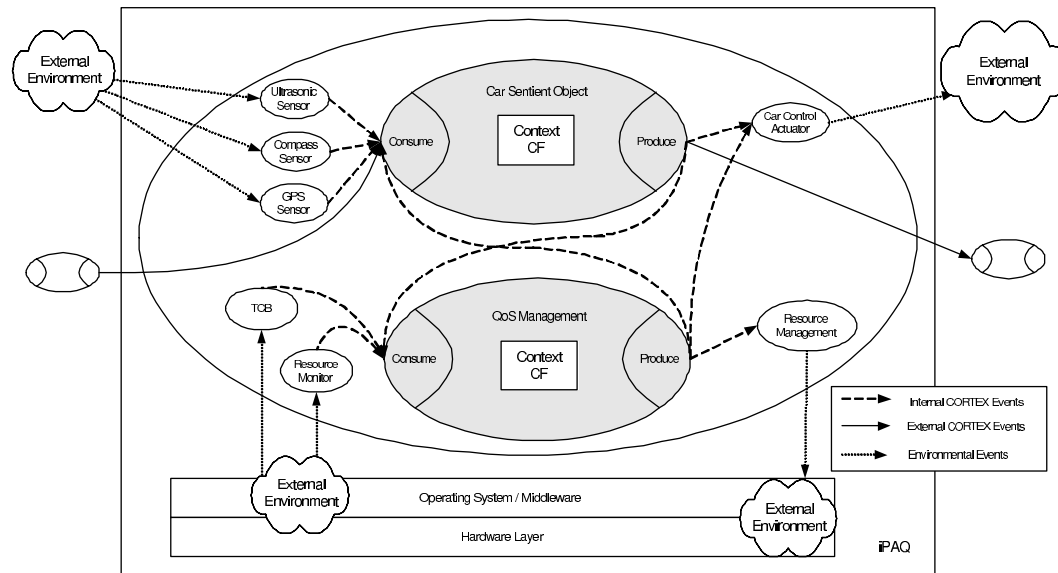 External
Environment
External
Environment
Ultrasonic
Sensor
Car Sentient Object
Car Control
Actuator
Consume
Context
CF
Produce
Compass
Sensor
GPS
Sensor
TCB
QoS Management
Resource
Management
Consume
Context
CF
Produce
Resource
Monitor
Internal CORTEX Events
External CORTEX Events
Environmental Events
External
Environment
Operating System / Middleware
External
Environment
Hardware Layer
iPAQ